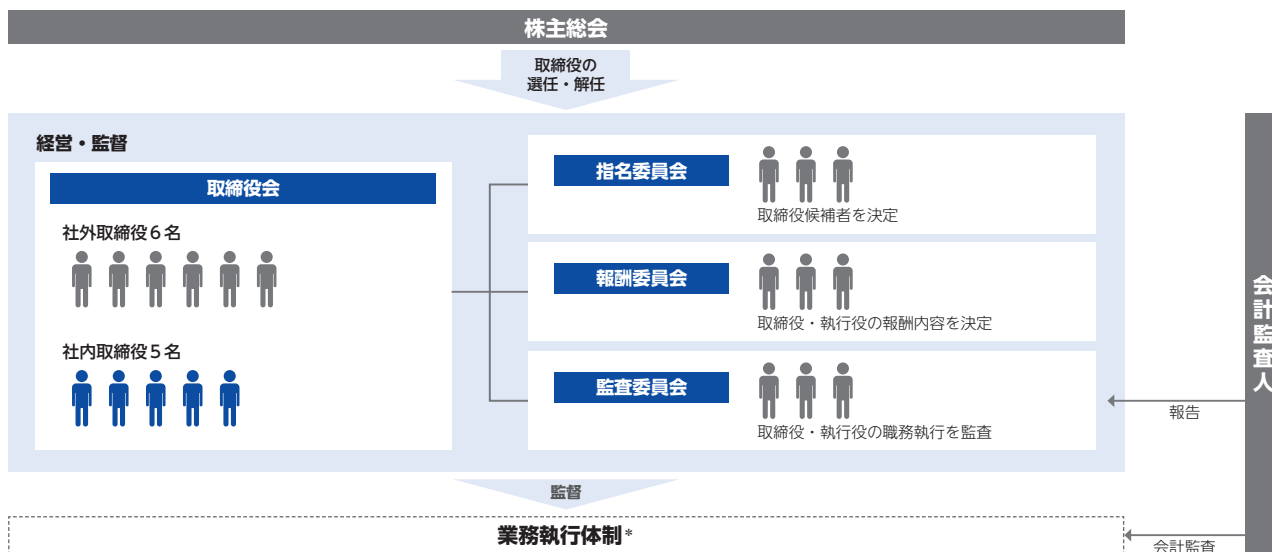 株主総会
取締役の
選任・解任
経営・監督
取締役会
社外取締役6名
社内取締役5名
指名委員会
取締役候補者を決定
報酬委員会
取締役・執行役の報酬内容を決定
監査委員会
取締役・執行役の職務執行を監査
会計監査人
報告
監督
業務執行体制*
会計監査